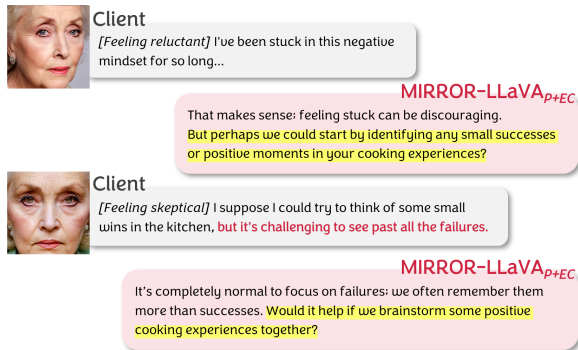 Client
[Feeling reluctant] I've been stuck in this negative
mindset for so long...
MIRROR-LLaVA P+EC
That makes sense; feeling stuck can be discouraging.
But perhaps we could start by identifying any small successes
or positive moments in your cooking experiences?
Client
[Feeling skeptical] I suppose I could try to think of some small
wins in the kitchen, but it's challenging to see past all the failures.
MIRROR-LLaVA P+EC
It's completely normal to focus on failures; we often remember them
more than successes. Would it help if we brainstorm some positive
cooking experiences together?